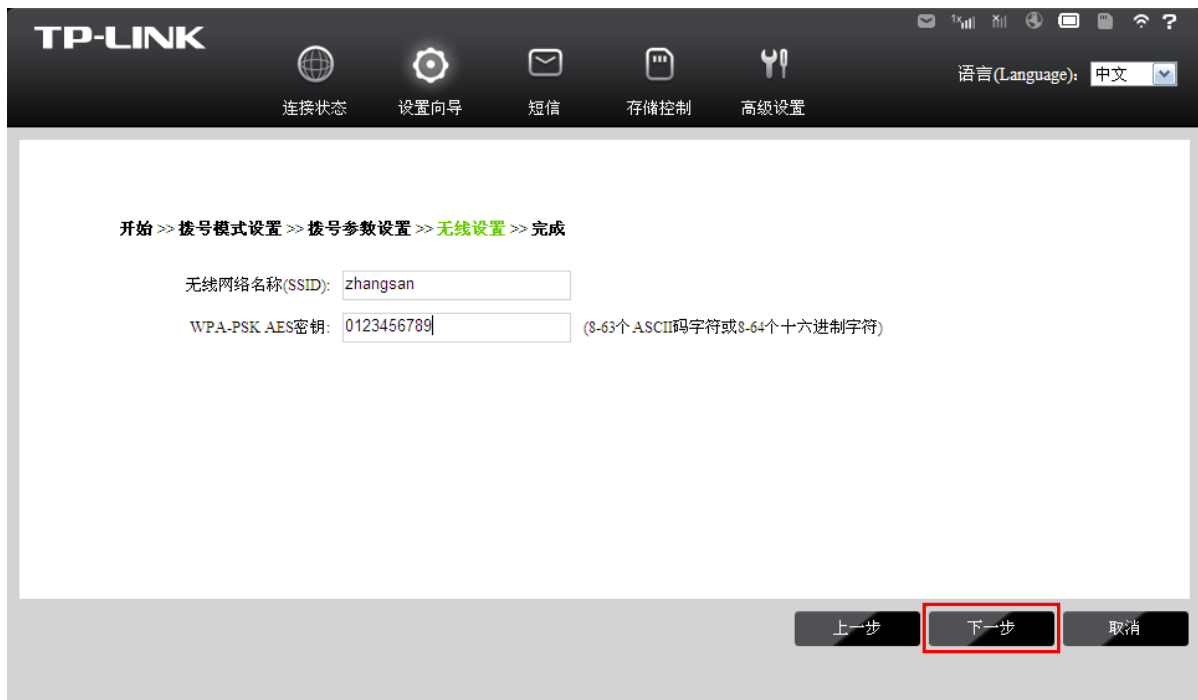 TP-LINK
1x
?
语言(Language): 中文
连接状态 设置向导 短信 存储控制 高级设置
开始 >> 拨号模式设置 >> 拨号参数设置 >> 无线设置 >> 完成
无线网络名称(SSID): zhangsan
WPA-PSK AES密钥: 0123456789 (8-63个ASCII码字符或8-64个十六进制字符)
上一步 下一步 取消